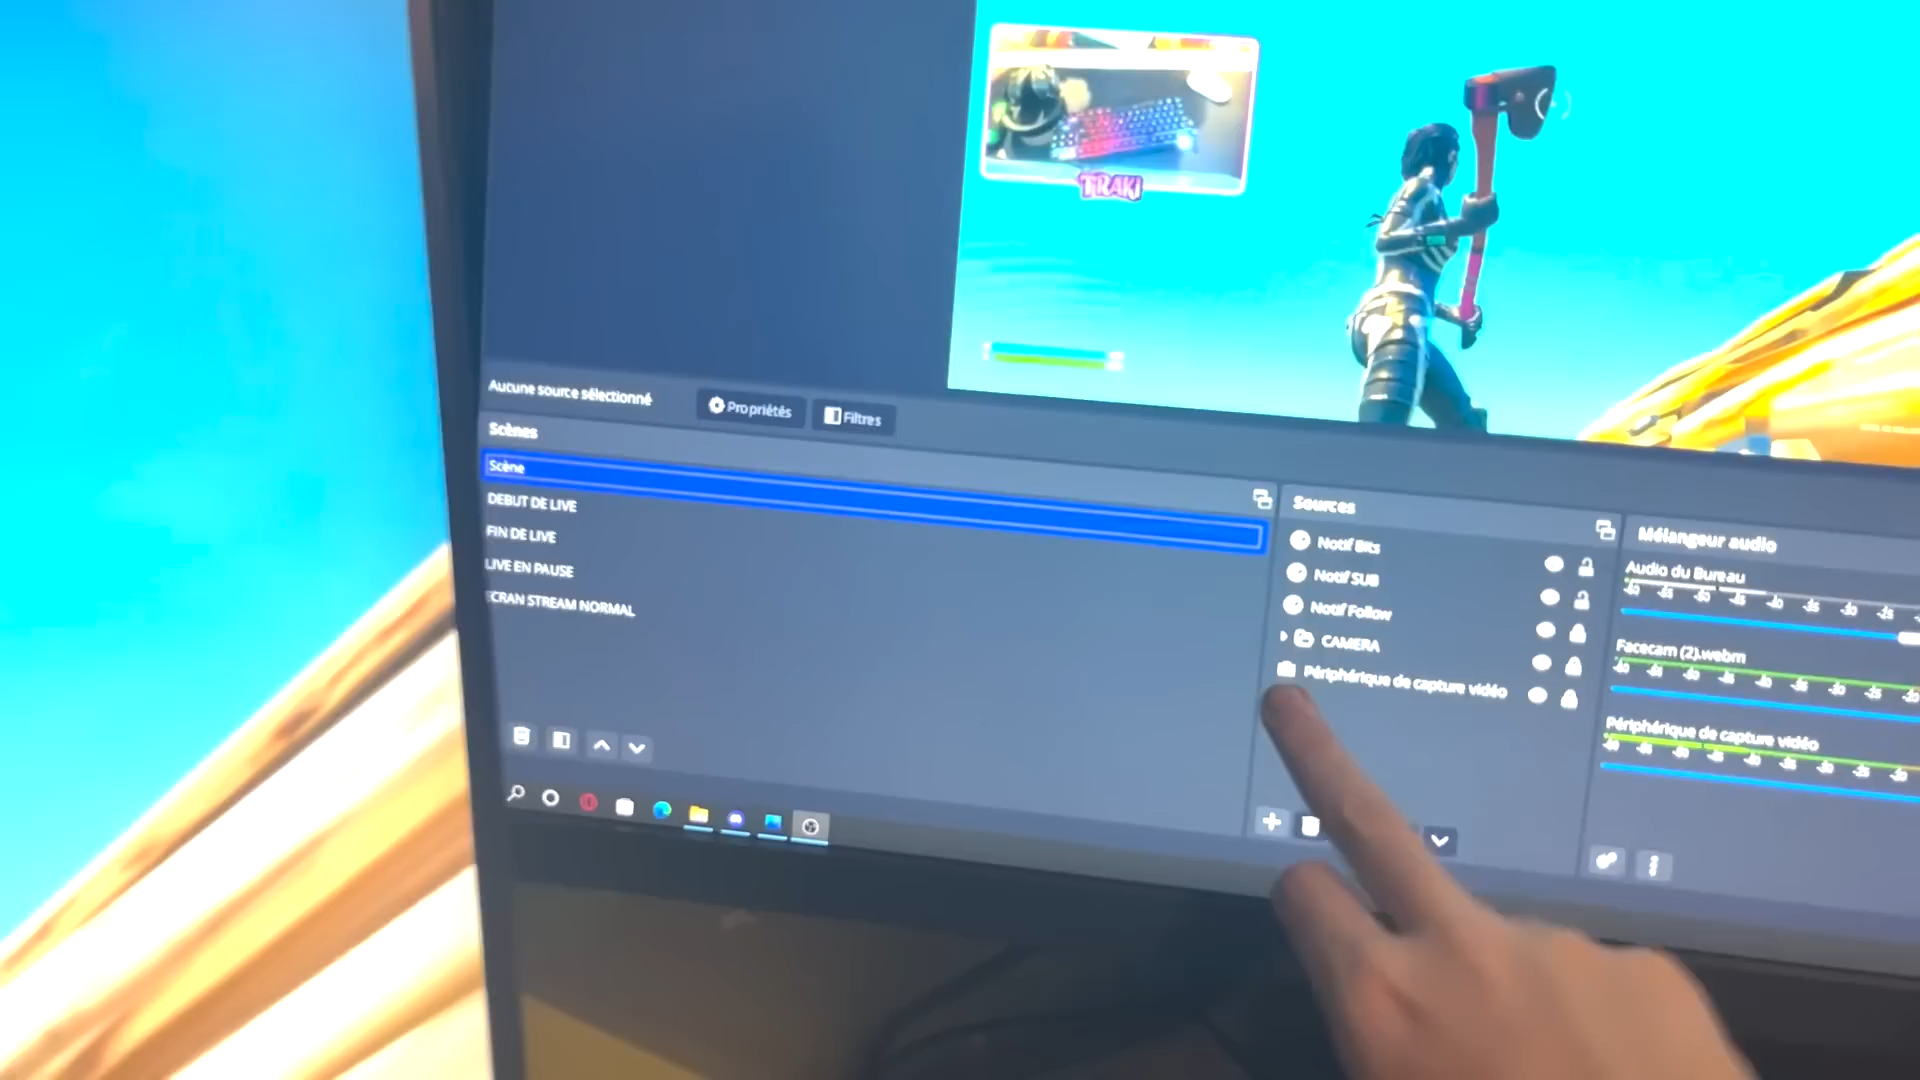 TRAKI
Aucune source sélectionné
Propriétés
Filtres
Scènes
Scène
DEBUT DE LIVE
FIN DE LIVE
LIVE EN PAUSE
ECRAN STREAM NORMAL
Sources
Notif Bits
Notif SUB
Notif Follow
CAMERA
Périphérique de capture vidéo
Mélangeur audio
Audio du Bureau
Facecam (2).webm
Périphérique de capture vidéo